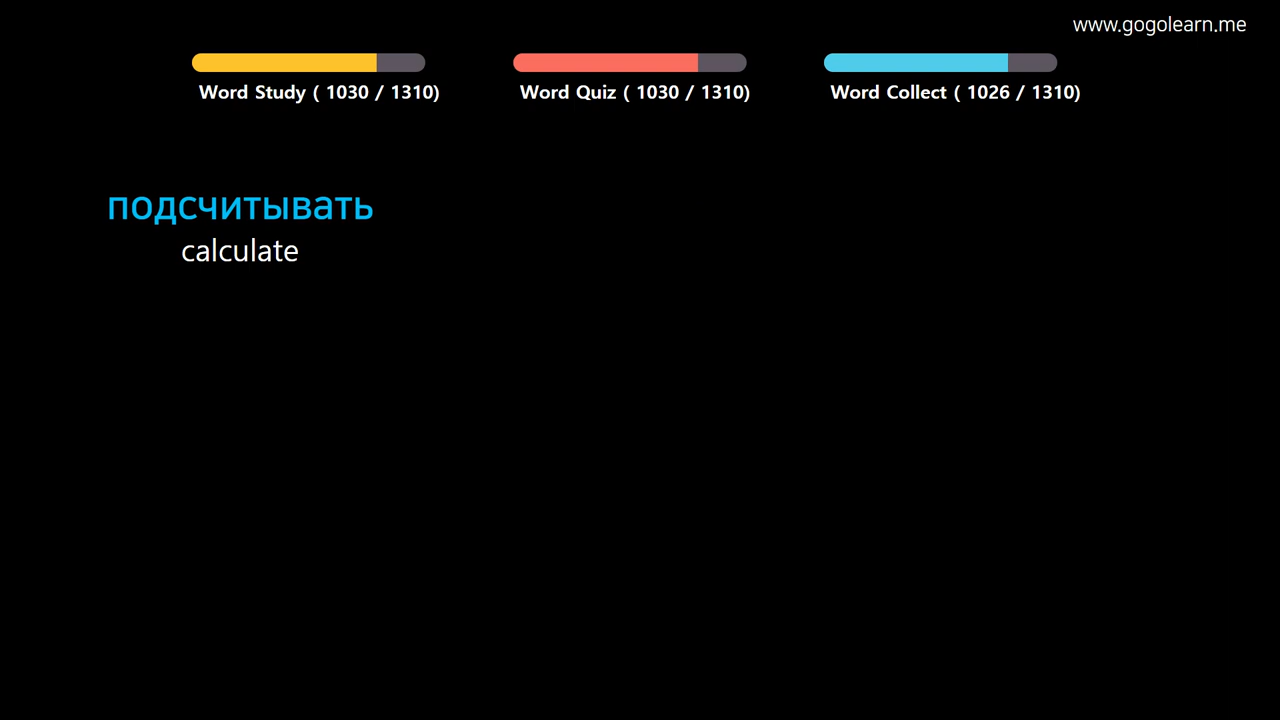 www.gogolearn.me
Word Study ( 1030 / 1310)
Word Quiz ( 1030 / 1310)
Word Collect ( 1026 / 1310)
подсчитывать
calculate